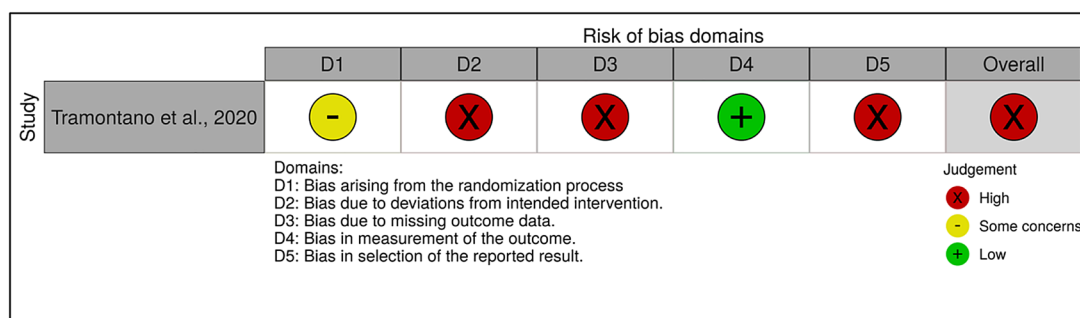 Risk of bias domains
D1 D2 D3 D4 D5 Overall
Study
Tramontano et al., 2020 - X X + X X
Domains:
D1: Bias arising from the randomization process
D2: Bias due to deviations from intended intervention.
D3: Bias due to missing outcome data.
D4: Bias in measurement of the outcome.
D5: Bias in selection of the reported result.
Judgement
X High
- Some concerns
+ Low